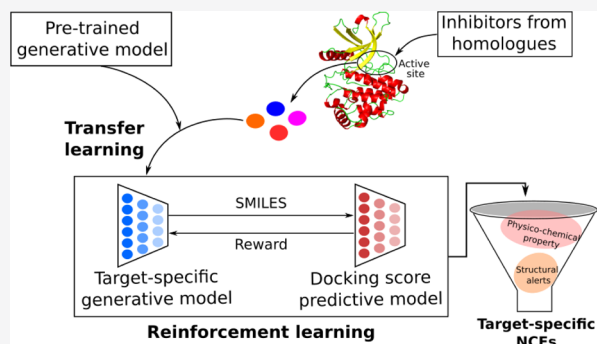 Pre-trained
generative model
Inhibitors from
homologues
Active
site
Transfer
learning
SMILES
Reward
Target-specific
generative model
Docking score
predictive model
Reinforcement learning
Physico-chemical
property
Structural
alerts
Target-specific
NCEs